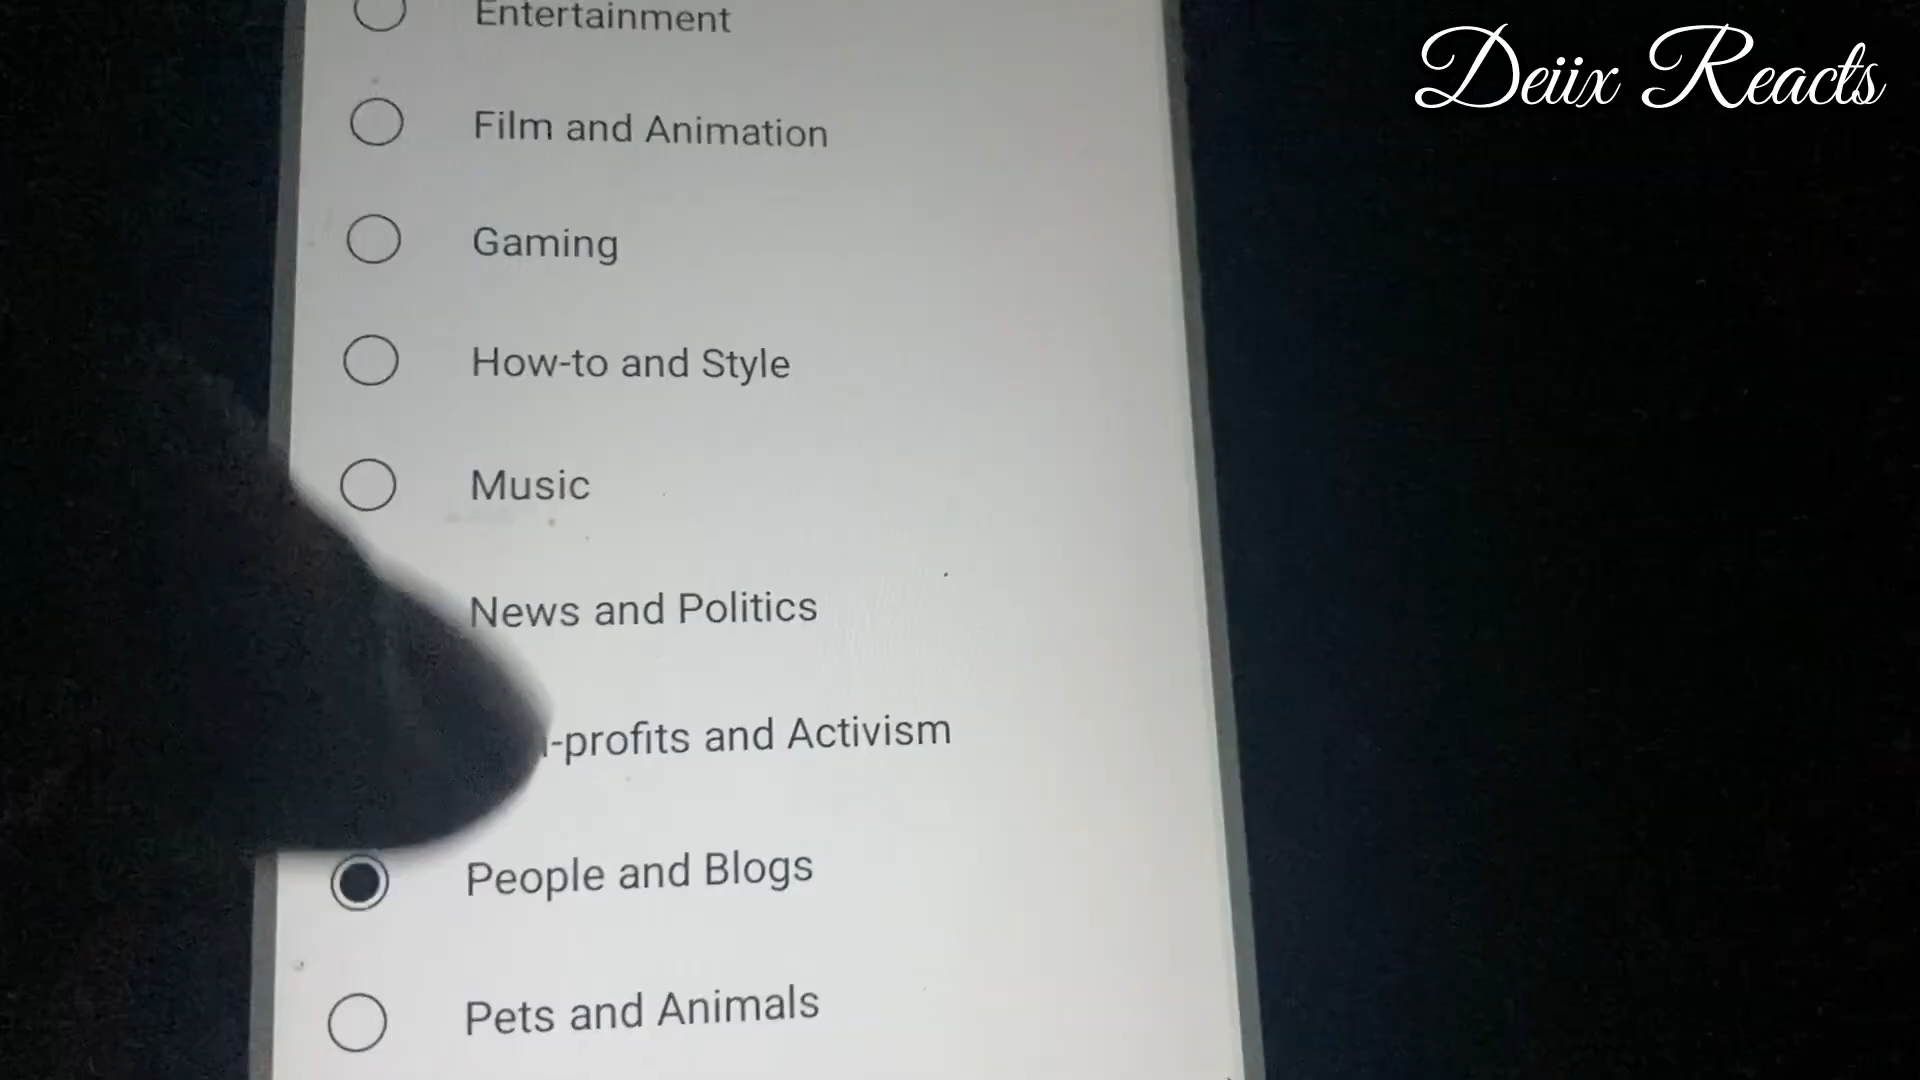 Entertainment
Deiix Reacts
Film and Animation
Gaming
How-to and Style
Music
News and Politics
-profits and Activism
People and Blogs
Pets and Animals